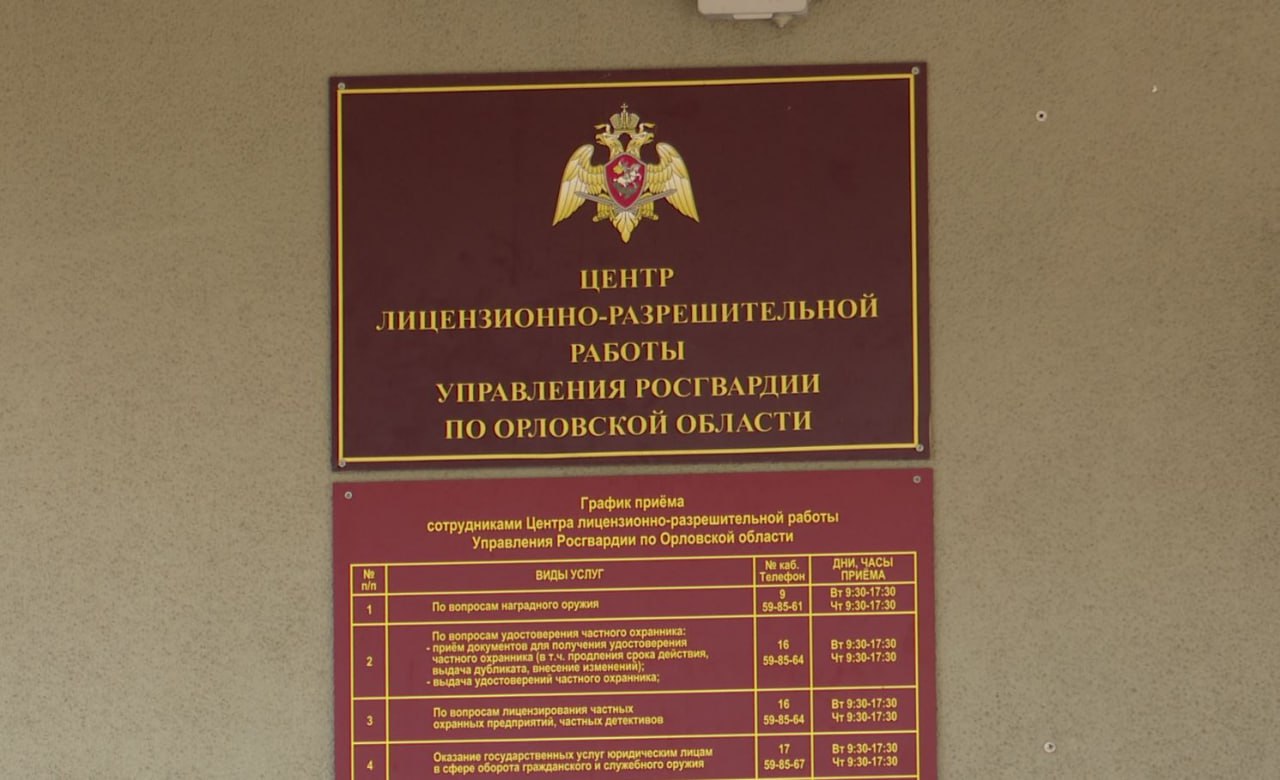 ЦЕНТР
ЛИЦЕНЗИОННО-РАЗРЕШИТЕЛЬНОЙ
РАБОТЫ
УПРАВЛЕНИЯ РОСГВАРДИИ
ПО ОРЛОВСКОЙ ОБЛАСТИ
График приёма
сотрудниками Центра лицензионно-разрешительной работы
Управления Росгвардии по Орловской области
№ п/п ВИДЫ УСЛУГ № каб. Телефон ДНИ, ЧАСЫ ПРИЁМА
1 По вопросам наградного оружия 9 59-85-61 Вт 9:30-17:30 Чт 9:30-17:30
2 По вопросам удостоверения частного охранника:
- приём документов для получения удостоверения
частного охранника (в т.ч. продления срока действия,
выдача дубликата, внесение изменений);
- выдача удостоверений частного охранника;
16 59-85-64 Вт 9:30-17:30 Чт 9:30-17:30
3 По вопросам лицензирования частных
охранных предприятий, частных детективов
16 59-85-64 Вт 9:30-17:30 Чт 9:30-17:30
4 Оказание государственных услуг юридическим лицам
в сфере оборота гражданского и служебного оружия
17 59-85-67 Вт 9:30-17:30 Чт 9:30-17:30